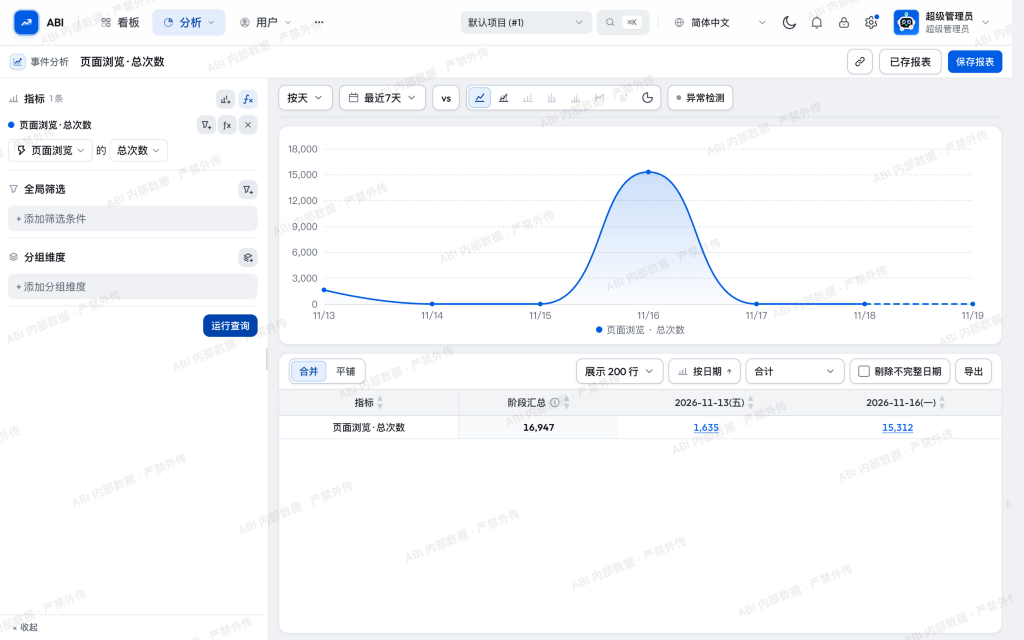 ABI / 看板 分析 用户 ··· 默认项目 (#1) ⌘K 简体中文 超级管理员
超级管理员
事件分析 页面浏览·总次数 已存报表 保存报表
指标 1条
页面浏览·总次数
页面浏览 的 总次数
全局筛选
+ 添加筛选条件
分组维度
+ 添加分组维度
运行查询
« 收起
按天 最近7天 vs 异常检测
18,000
15,000
12,000
9,000
6,000
3,000
0
11/13 11/14 11/15 11/16 11/17 11/18 11/19
页面浏览 · 总次数
合并 平铺 展示 200 行 按日期 ↑ 合计 剔除不完整日期 导出
指标 阶段汇总 2026-11-13(五) 2026-11-16(一)
页面浏览·总次数 16,947 1,635 15,312
ABI 内部数据 · 严禁外传